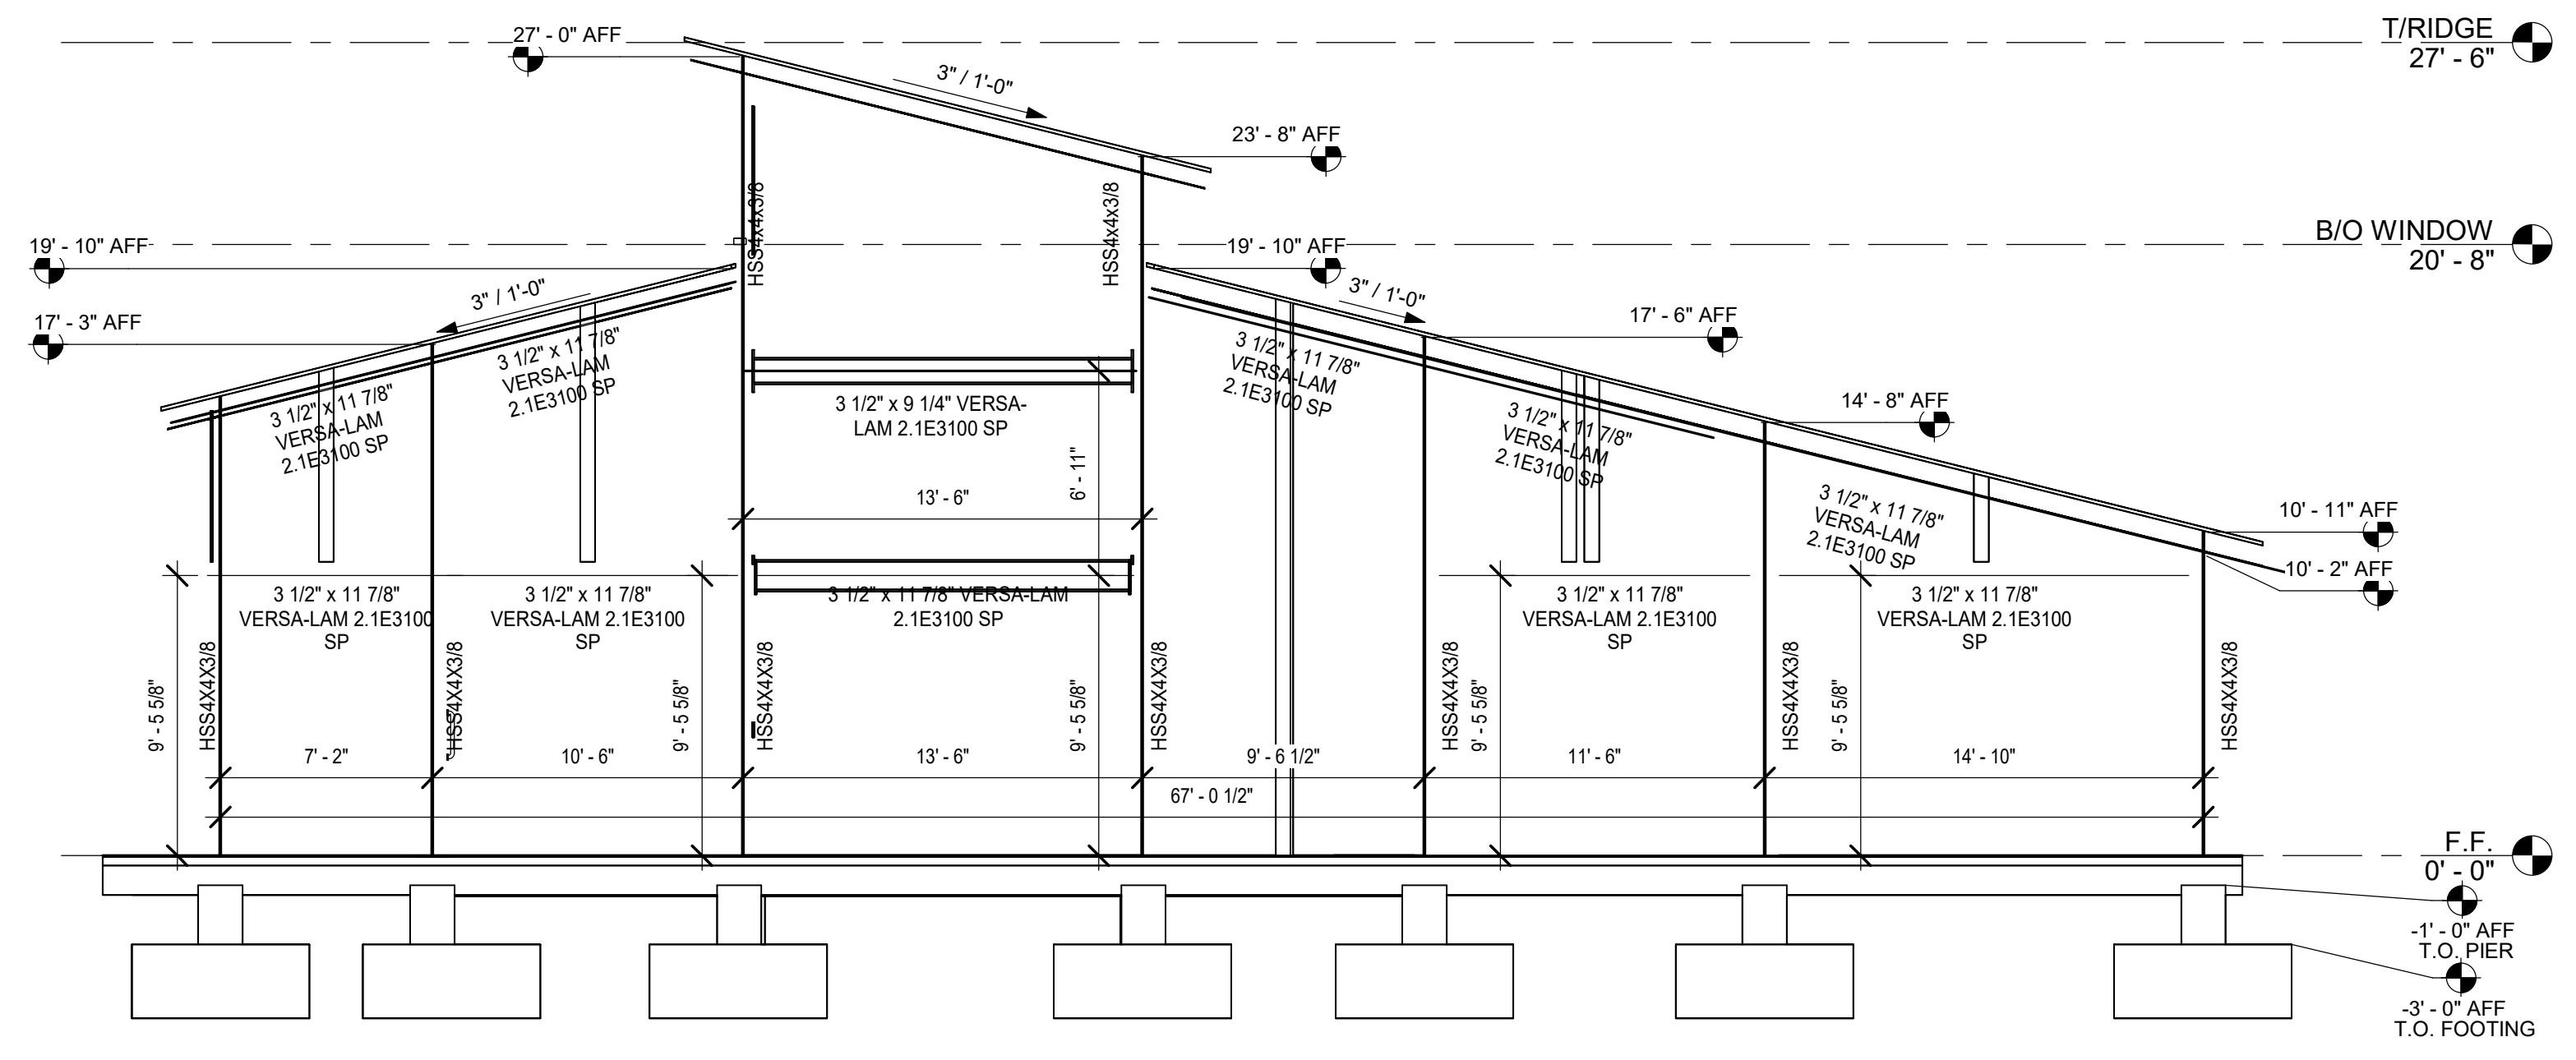 T/RIDGE
27' - 6"
27' - 0" AFF
3" / 1'-0"
23' - 8" AFF
HSS4x4x3/8
HSS4x4x3/8
B/O WINDOW
20' - 8"
19' - 10" AFF
19' - 10" AFF
3" / 1'-0"
3" / 1'-0"
17' - 3" AFF
17' - 6" AFF
3 1/2" x 11 7/8"
VERSA-LAM
2.1E3100 SP
3 1/2" x 11 7/8"
VERSA-LAM
2.1E3100 SP
3 1/2" x 9 1/4" VERSA-
LAM 2.1E3100 SP
3 1/2" x 11 7/8"
VERSA-LAM
2.1E3100 SP
3 1/2" x 11 7/8"
VERSA-LAM
2.1E3100 SP
14' - 8" AFF
6' - 11"
13' - 6"
3 1/2" x 11 7/8"
VERSA-LAM
2.1E3100 SP
10' - 11" AFF
10' - 2" AFF
3 1/2" x 11 7/8"
VERSA-LAM 2.1E3100
SP
3 1/2" x 11 7/8"
VERSA-LAM 2.1E3100
SP
3 1/2" x 11 7/8" VERSA-LAM
2.1E3100 SP
3 1/2" x 11 7/8"
VERSA-LAM 2.1E3100
SP
3 1/2" x 11 7/8"
VERSA-LAM 2.1E3100
SP
9' - 5 5/8"
HSS4X4X3/8
HSS4X4X3/8
9' - 5 5/8"
HSS4X4X3/8
9' - 5 5/8"
HSS4X4X3/8
HSS4X4X3/8
9' - 5 5/8"
HSS4X4X3/8
9' - 5 5/8"
HSS4X4X3/8
7' - 2"
10' - 6"
13' - 6"
9' - 6 1/2"
11' - 6"
14' - 10"
67' - 0 1/2"
F.F.
0' - 0"
-1' - 0" AFF
T.O. PIER
-3' - 0" AFF
T.O. FOOTING